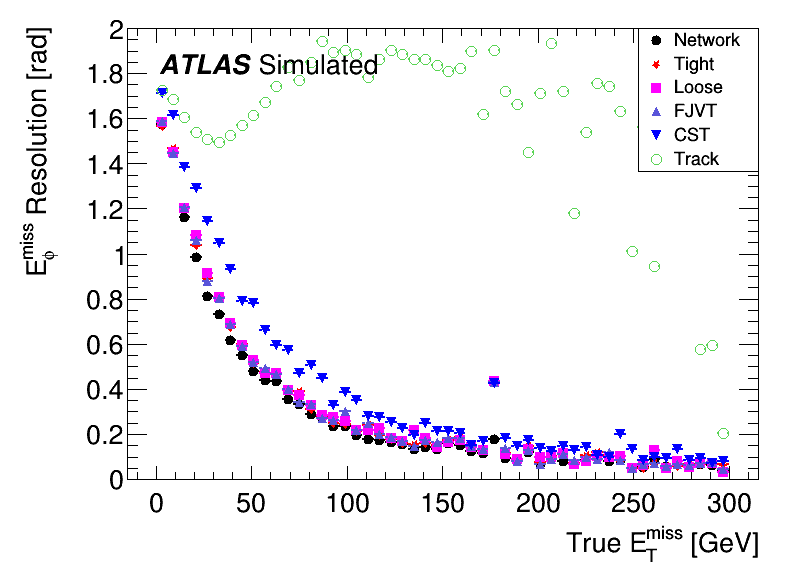 ATLAS Simulated
Network
Tight
Loose
FJVT
CST
Track
E_ϕ^miss Resolution [rad]
2
1.8
1.6
1.4
1.2
1
0.8
0.6
0.4
0.2
0
0 50 100 150 200 250 300
True E_T^miss [GeV]